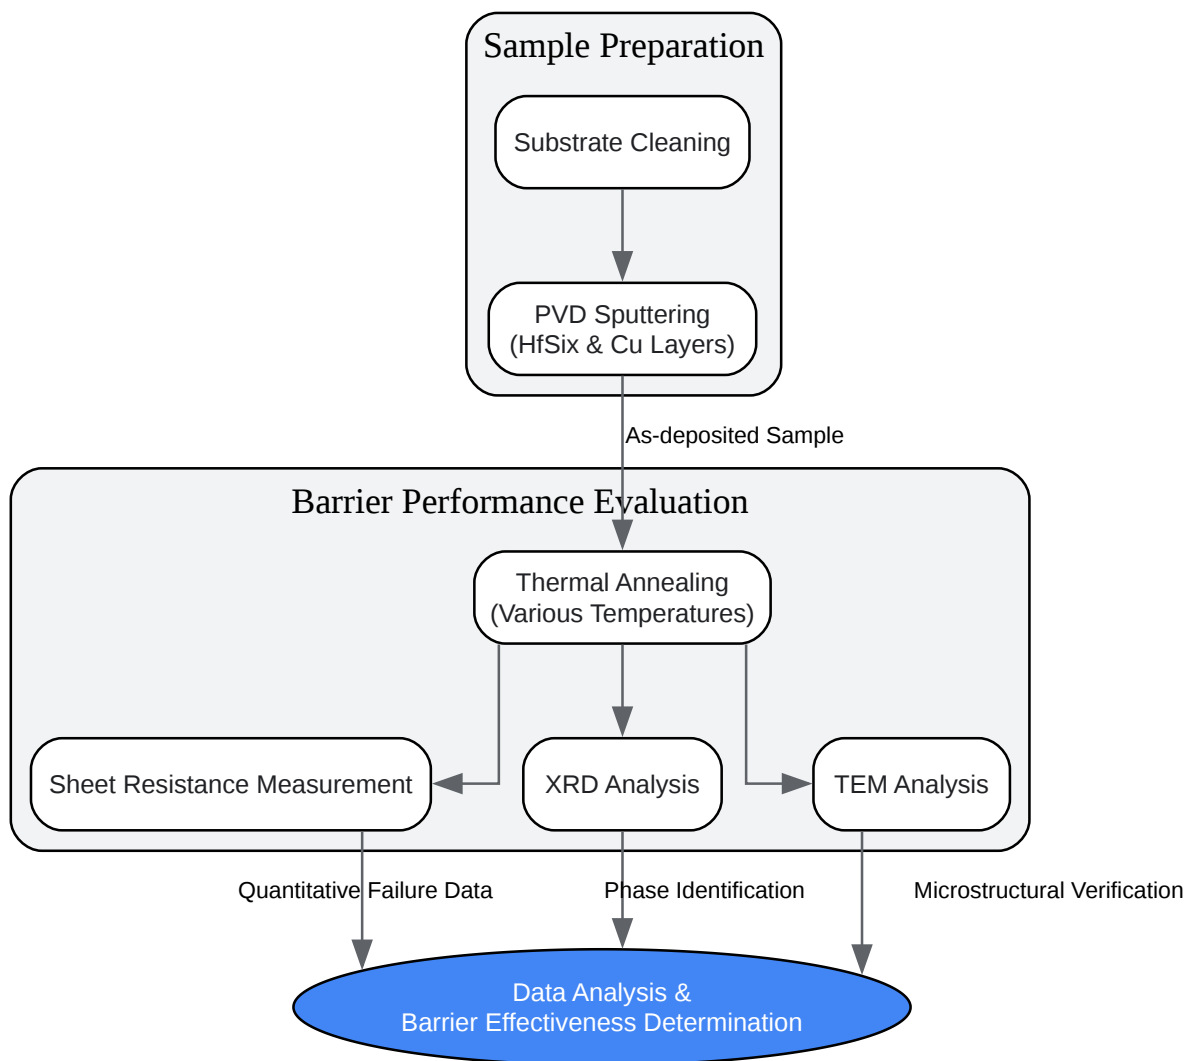 Sample Preparation
Substrate Cleaning
PVD Sputtering
(HfSix & Cu Layers)
As-deposited Sample
Barrier Performance Evaluation
Thermal Annealing
(Various Temperatures)
Sheet Resistance Measurement
XRD Analysis
TEM Analysis
Quantitative Failure Data
Phase Identification
Microstructural Verification
Data Analysis &
Barrier Effectiveness Determination